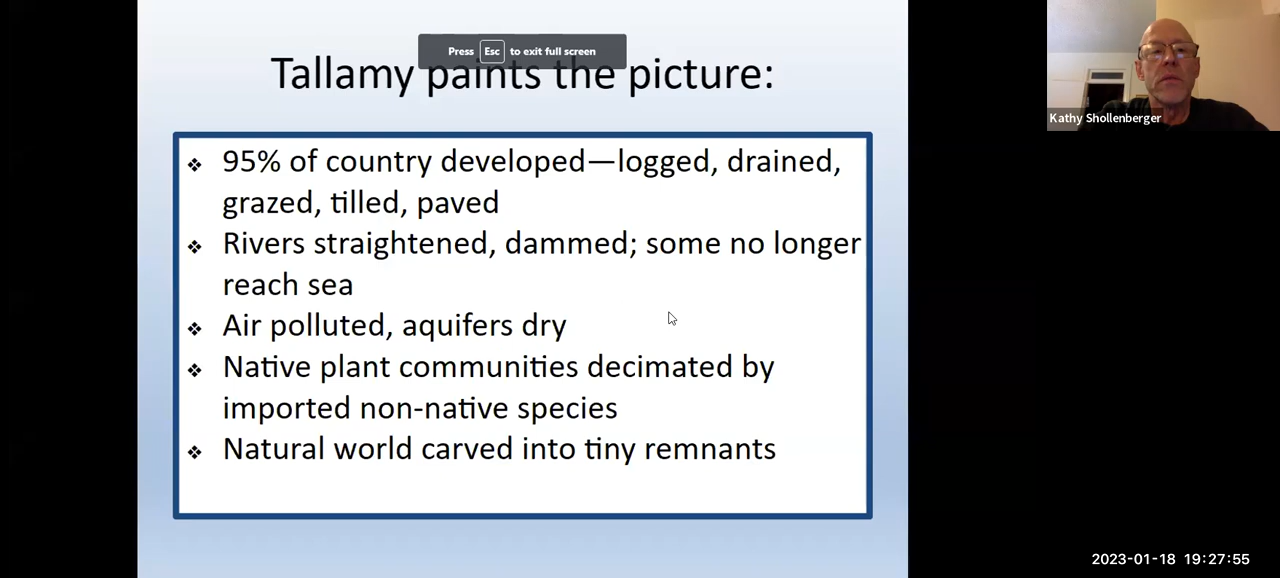 Press Esc to exit full screen
Tallamy paints the picture:
Kathy Shollenberger
❖ 95% of country developed—logged, drained,
grazed, tilled, paved
❖ Rivers straightened, dammed; some no longer
reach sea
❖ Air polluted, aquifers dry
❖ Native plant communities decimated by
imported non-native species
❖ Natural world carved into tiny remnants
2023-01-18 19:27:55